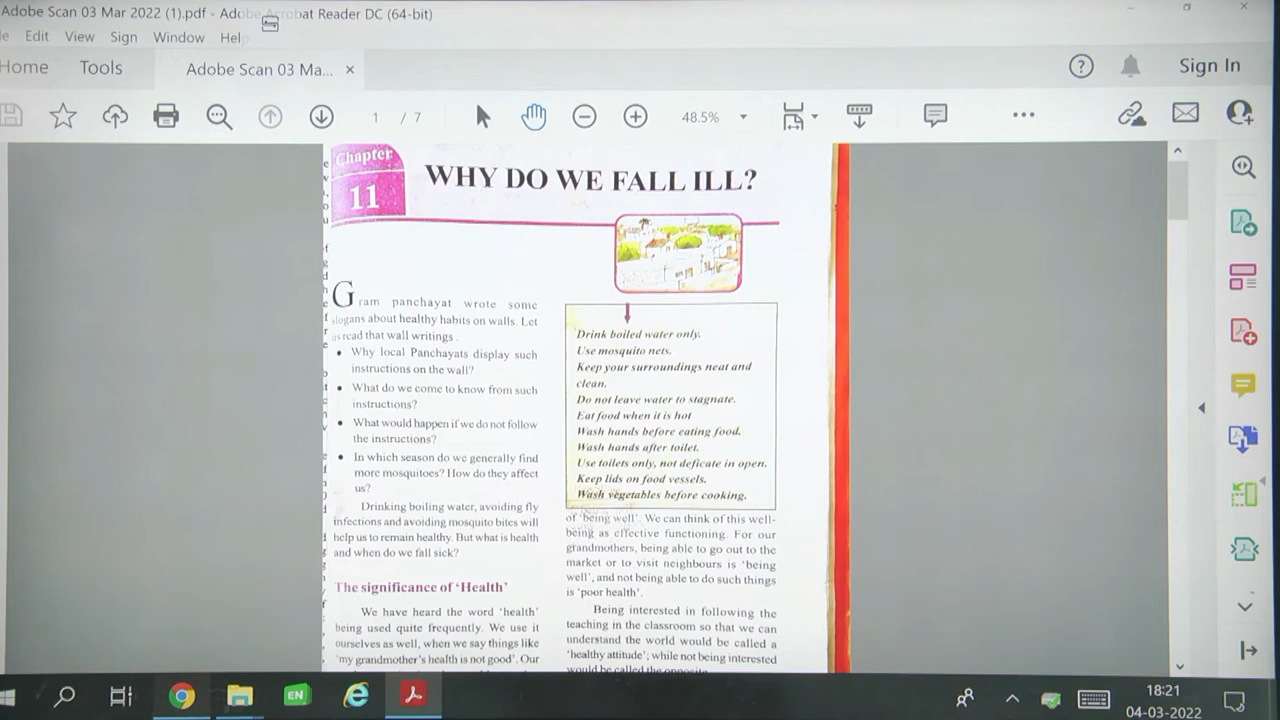 Adobe Scan 03 Mar 2022 (1).pdf - Adobe Acrobat Reader DC (64-bit)
Edit View Sign Window Help
Home Tools Adobe Scan 03 Ma... × Sign In
1 / 7 48.5%
Chapter
11
WHY DO WE FALL ILL?
Gram panchayat wrote some
slogans about healthy habits on walls. Let
us read that wall writings .
• Why local Panchayats display such
instructions on the wall?
• What do we come to know from such
instructions?
• What would happen if we do not follow
the instructions?
• In which season do we generally find
more mosquitoes? How do they affect
us?
Drinking boiling water, avoiding fly
infections and avoiding mosquito bites will
help us to remain healthy. But what is health
and when do we fall sick?
The significance of 'Health'
We have heard the word 'health'
being used quite frequently. We use it
ourselves as well, when we say things like
'my grandmother's health is not good'. Our
Drink boiled water only.
Use mosquito nets.
Keep your surroundings neat and
clean.
Do not leave water to stagnate.
Eat food when it is hot
Wash hands before eating food.
Wash hands after toilet.
Use toilets only, not deficate in open.
Keep lids on food vessels.
Wash vegetables before cooking.
of 'being well'. We can think of this well-
being as effective functioning. For our
grandmothers, being able to go out to the
market or to visit neighbours is 'being
well', and not being able to do such things
is 'poor health'.
Being interested in following the
teaching in the classroom so that we can
understand the world would be called a
'healthy attitude'; while not being interested
would be called the opposite.
EN
18:21
04-03-2022